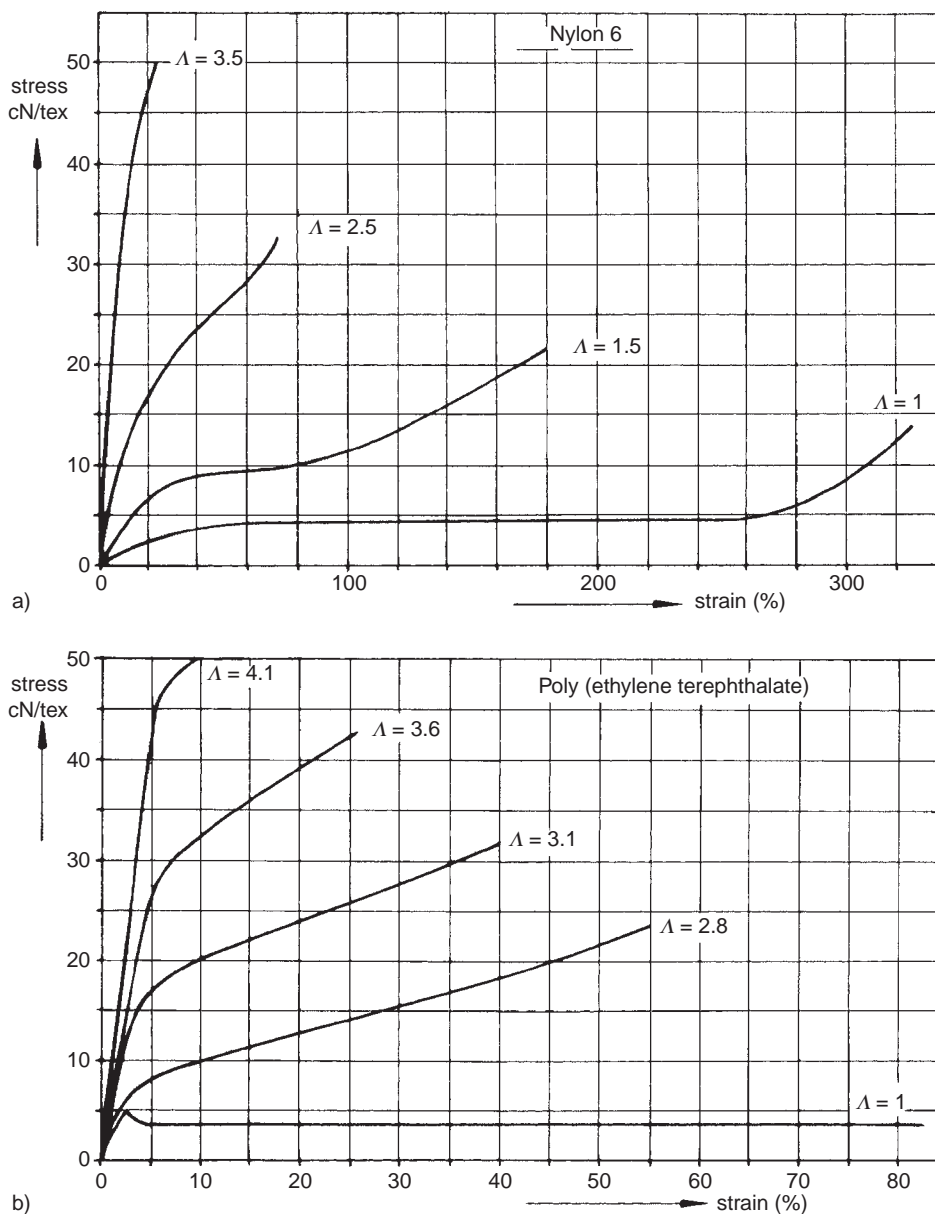 Nylon 6
50
Λ = 3.5
stress
cN/tex
40
Λ = 2.5
30
Λ = 1.5
20
Λ = 1
10
0
0 100 200 300
a)
strain (%)
50
Λ = 4.1
Poly (ethylene terephthalate)
stress
cN/tex
Λ = 3.6
40
Λ = 3.1
30
Λ = 2.8
20
10
Λ = 1
0
0 10 20 30 40 50 60 70 80
b)
strain (%)